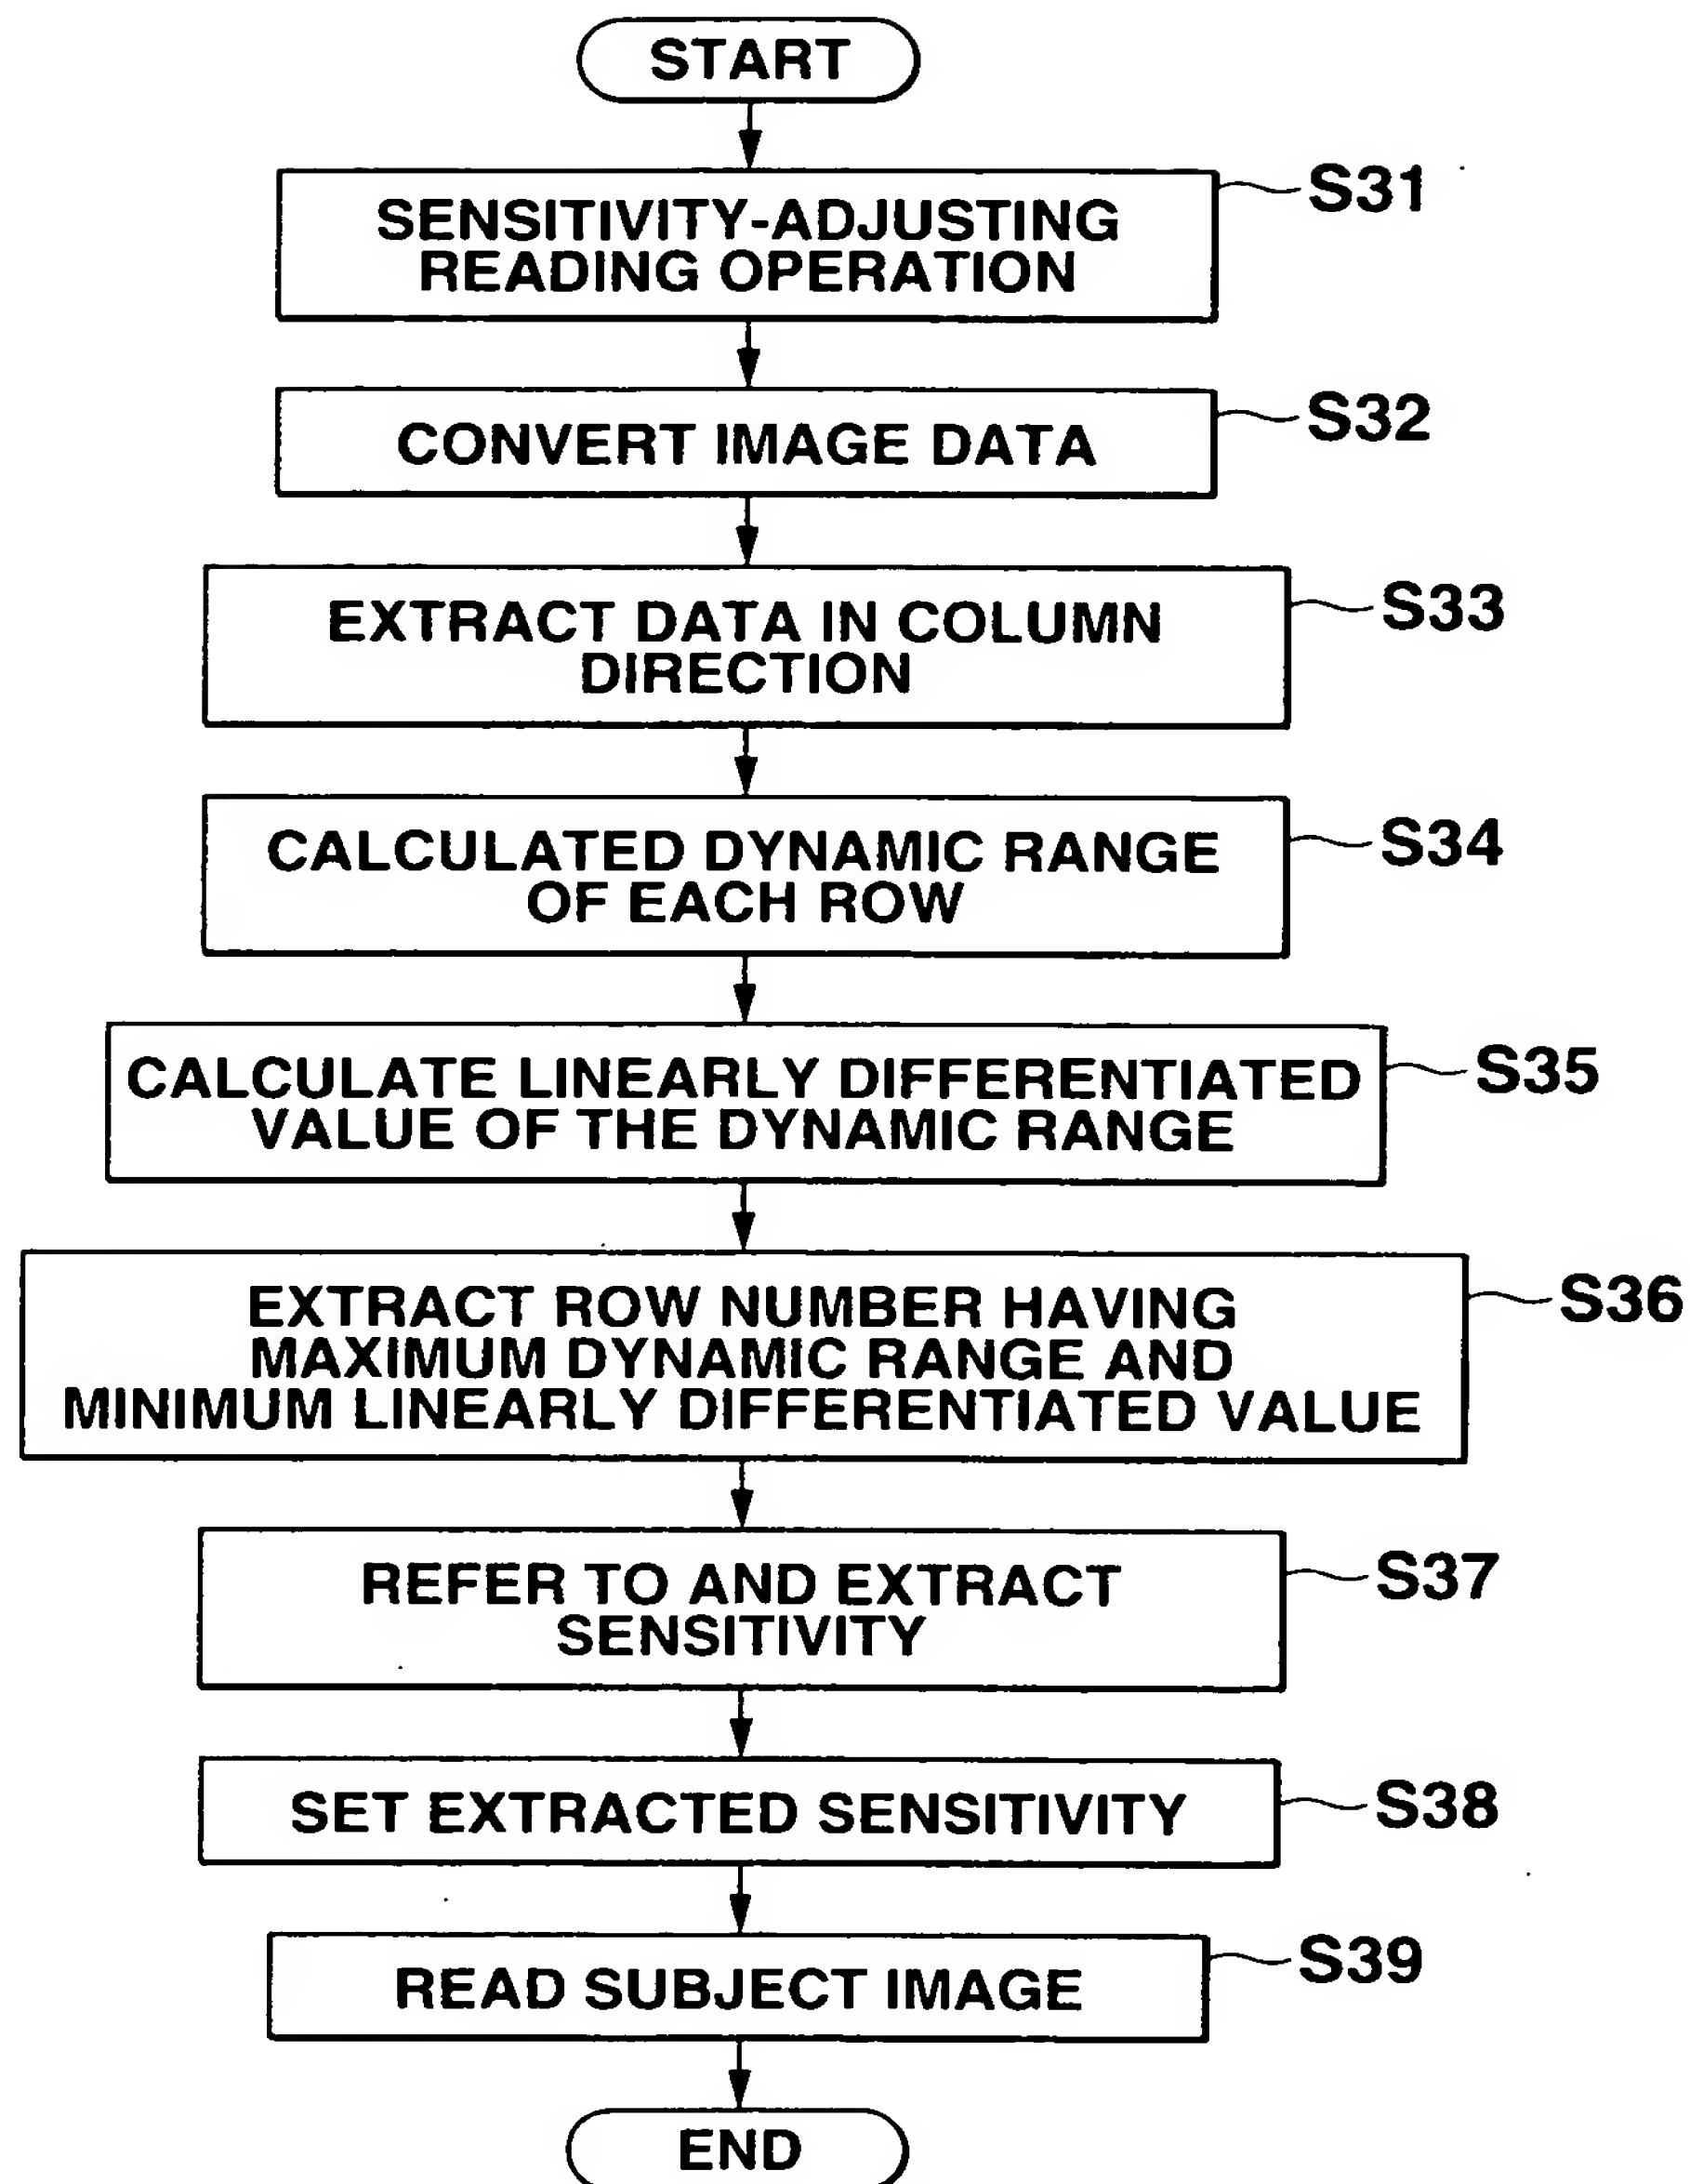 START
S31
SENSITIVITY-ADJUSTING
READING OPERATION
S32
CONVERT IMAGE DATA
S33
EXTRACT DATA IN COLUMN
DIRECTION
S34
CALCULATED DYNAMIC RANGE
OF EACH ROW
S35
CALCULATE LINEARLY DIFFERENTIATED
VALUE OF THE DYNAMIC RANGE
S36
EXTRACT ROW NUMBER HAVING
MAXIMUM DYNAMIC RANGE AND
MINIMUM LINEARLY DIFFERENTIATED VALUE
S37
REFER TO AND EXTRACT
SENSITIVITY
S38
SET EXTRACTED SENSITIVITY
S39
READ SUBJECT IMAGE
END